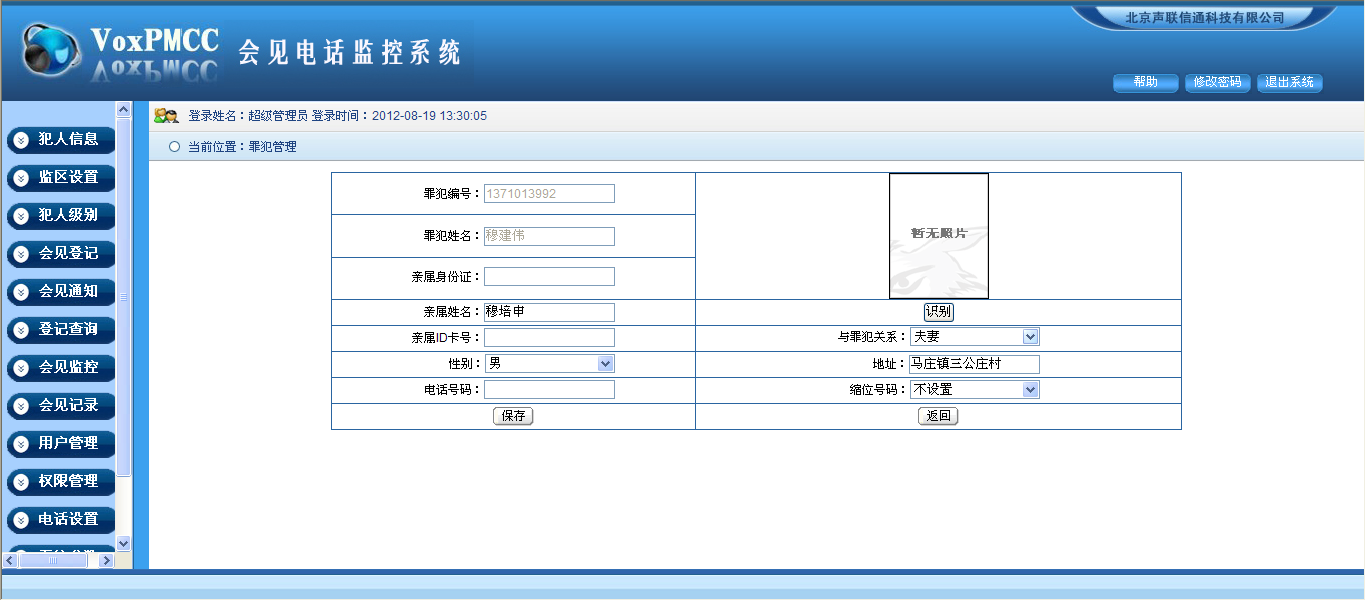 北京声联信通科技有限公司
VoxPMCC 会见电话监控系统
帮助 修改密码 退出系统
登录姓名：超级管理员 登录时间：2012-08-19 13:30:05
当前位置：罪犯管理
犯人信息
监区设置
犯人级别
会见登记
会见通知
登记查询
会见监控
会见记录
用户管理
权限管理
电话设置
罪犯编号：1371013992
罪犯姓名：穆建伟
暂无照片
亲属身份证：
亲属姓名：穆培申
识别
亲属ID卡号：
与罪犯关系：夫妻
性别：男
地址：马庄镇三公庄村
电话号码：
缩位号码：不设置
保存
返回